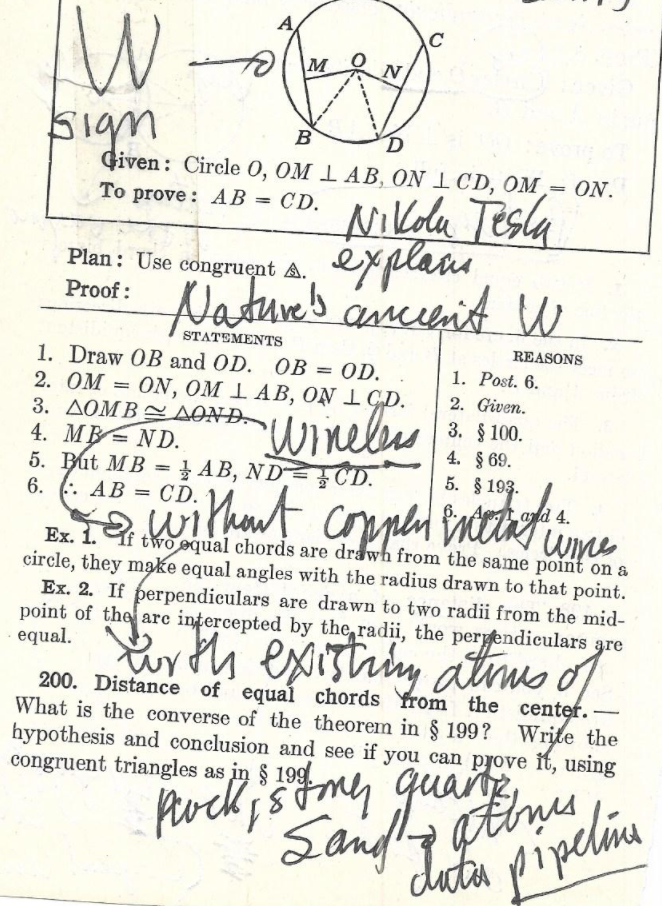 W
sign
A
C
M
O
N
B
D
Given: Circle O, OM ⊥ AB, ON ⊥ CD, OM = ON.
To prove: AB = CD.
Nikola Tesla
explains
Plan: Use congruent ⚠.
Proof:
Nature's ancient W
STATEMENTS
1. Draw OB and OD. OB = OD.
2. OM = ON, OM ⊥ AB, ON ⊥ CD.
3. △OMB ≅ △OND.
4. MB = ND.
5. But MB = ½ AB, ND = ½ CD.
6. ∴ AB = CD.
REASONS
1. Post. 6.
2. Given.
3. § 100.
4. § 69.
5. § 193.
6. and 4.
wireless
without copper metal wires
Ex. 1. If two equal chords are drawn from the same point on a
circle, they make equal angles with the radius drawn to that point.
Ex. 2. If perpendiculars are drawn to two radii from the mid-
point of the arc intercepted by the radii, the perpendiculars are
equal.
with existing atoms of
200. Distance of equal chords from the center. —
What is the converse of the theorem in § 199? Write the
hypothesis and conclusion and see if you can prove it, using
congruent triangles as in § 199.
rock, stone, quartz
Sand → atoms
data pipeline